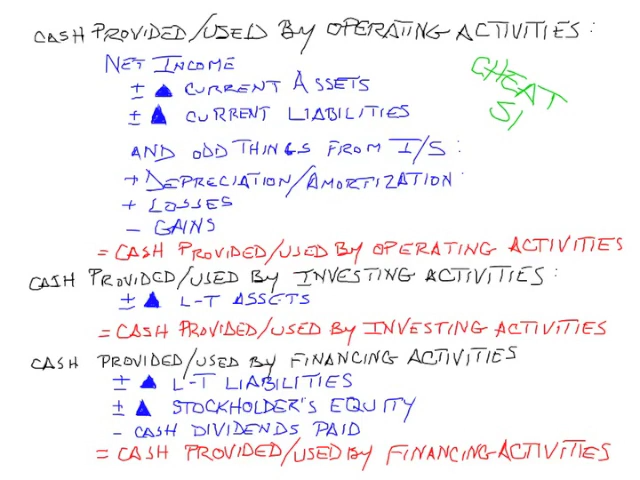 CASH PROVIDED/USED BY OPERATING ACTIVITIES:
NET INCOME
± ▲ CURRENT ASSETS
± ▲ CURRENT LIABILITIES
CHEAT
AND ODD THINGS FROM I/S:
+ DEPRECIATION/AMORTIZATION:
+ LOSSES
- GAINS
= CASH PROVIDED/USED BY OPERATING ACTIVITIES
CASH PROVIDED/USED BY INVESTING ACTIVITIES:
± ▲ L-T ASSETS
= CASH PROVIDED/USED BY INVESTING ACTIVITIES
CASH PROVIDED/USED BY FINANCING ACTIVITIES
± ▲ L-T LIABILITIES
± ▲ STOCKHOLDER'S EQUITY
- CASH DIVIDENDS PAID
= CASH PROVIDED/USED BY FINANCING ACTIVITIES